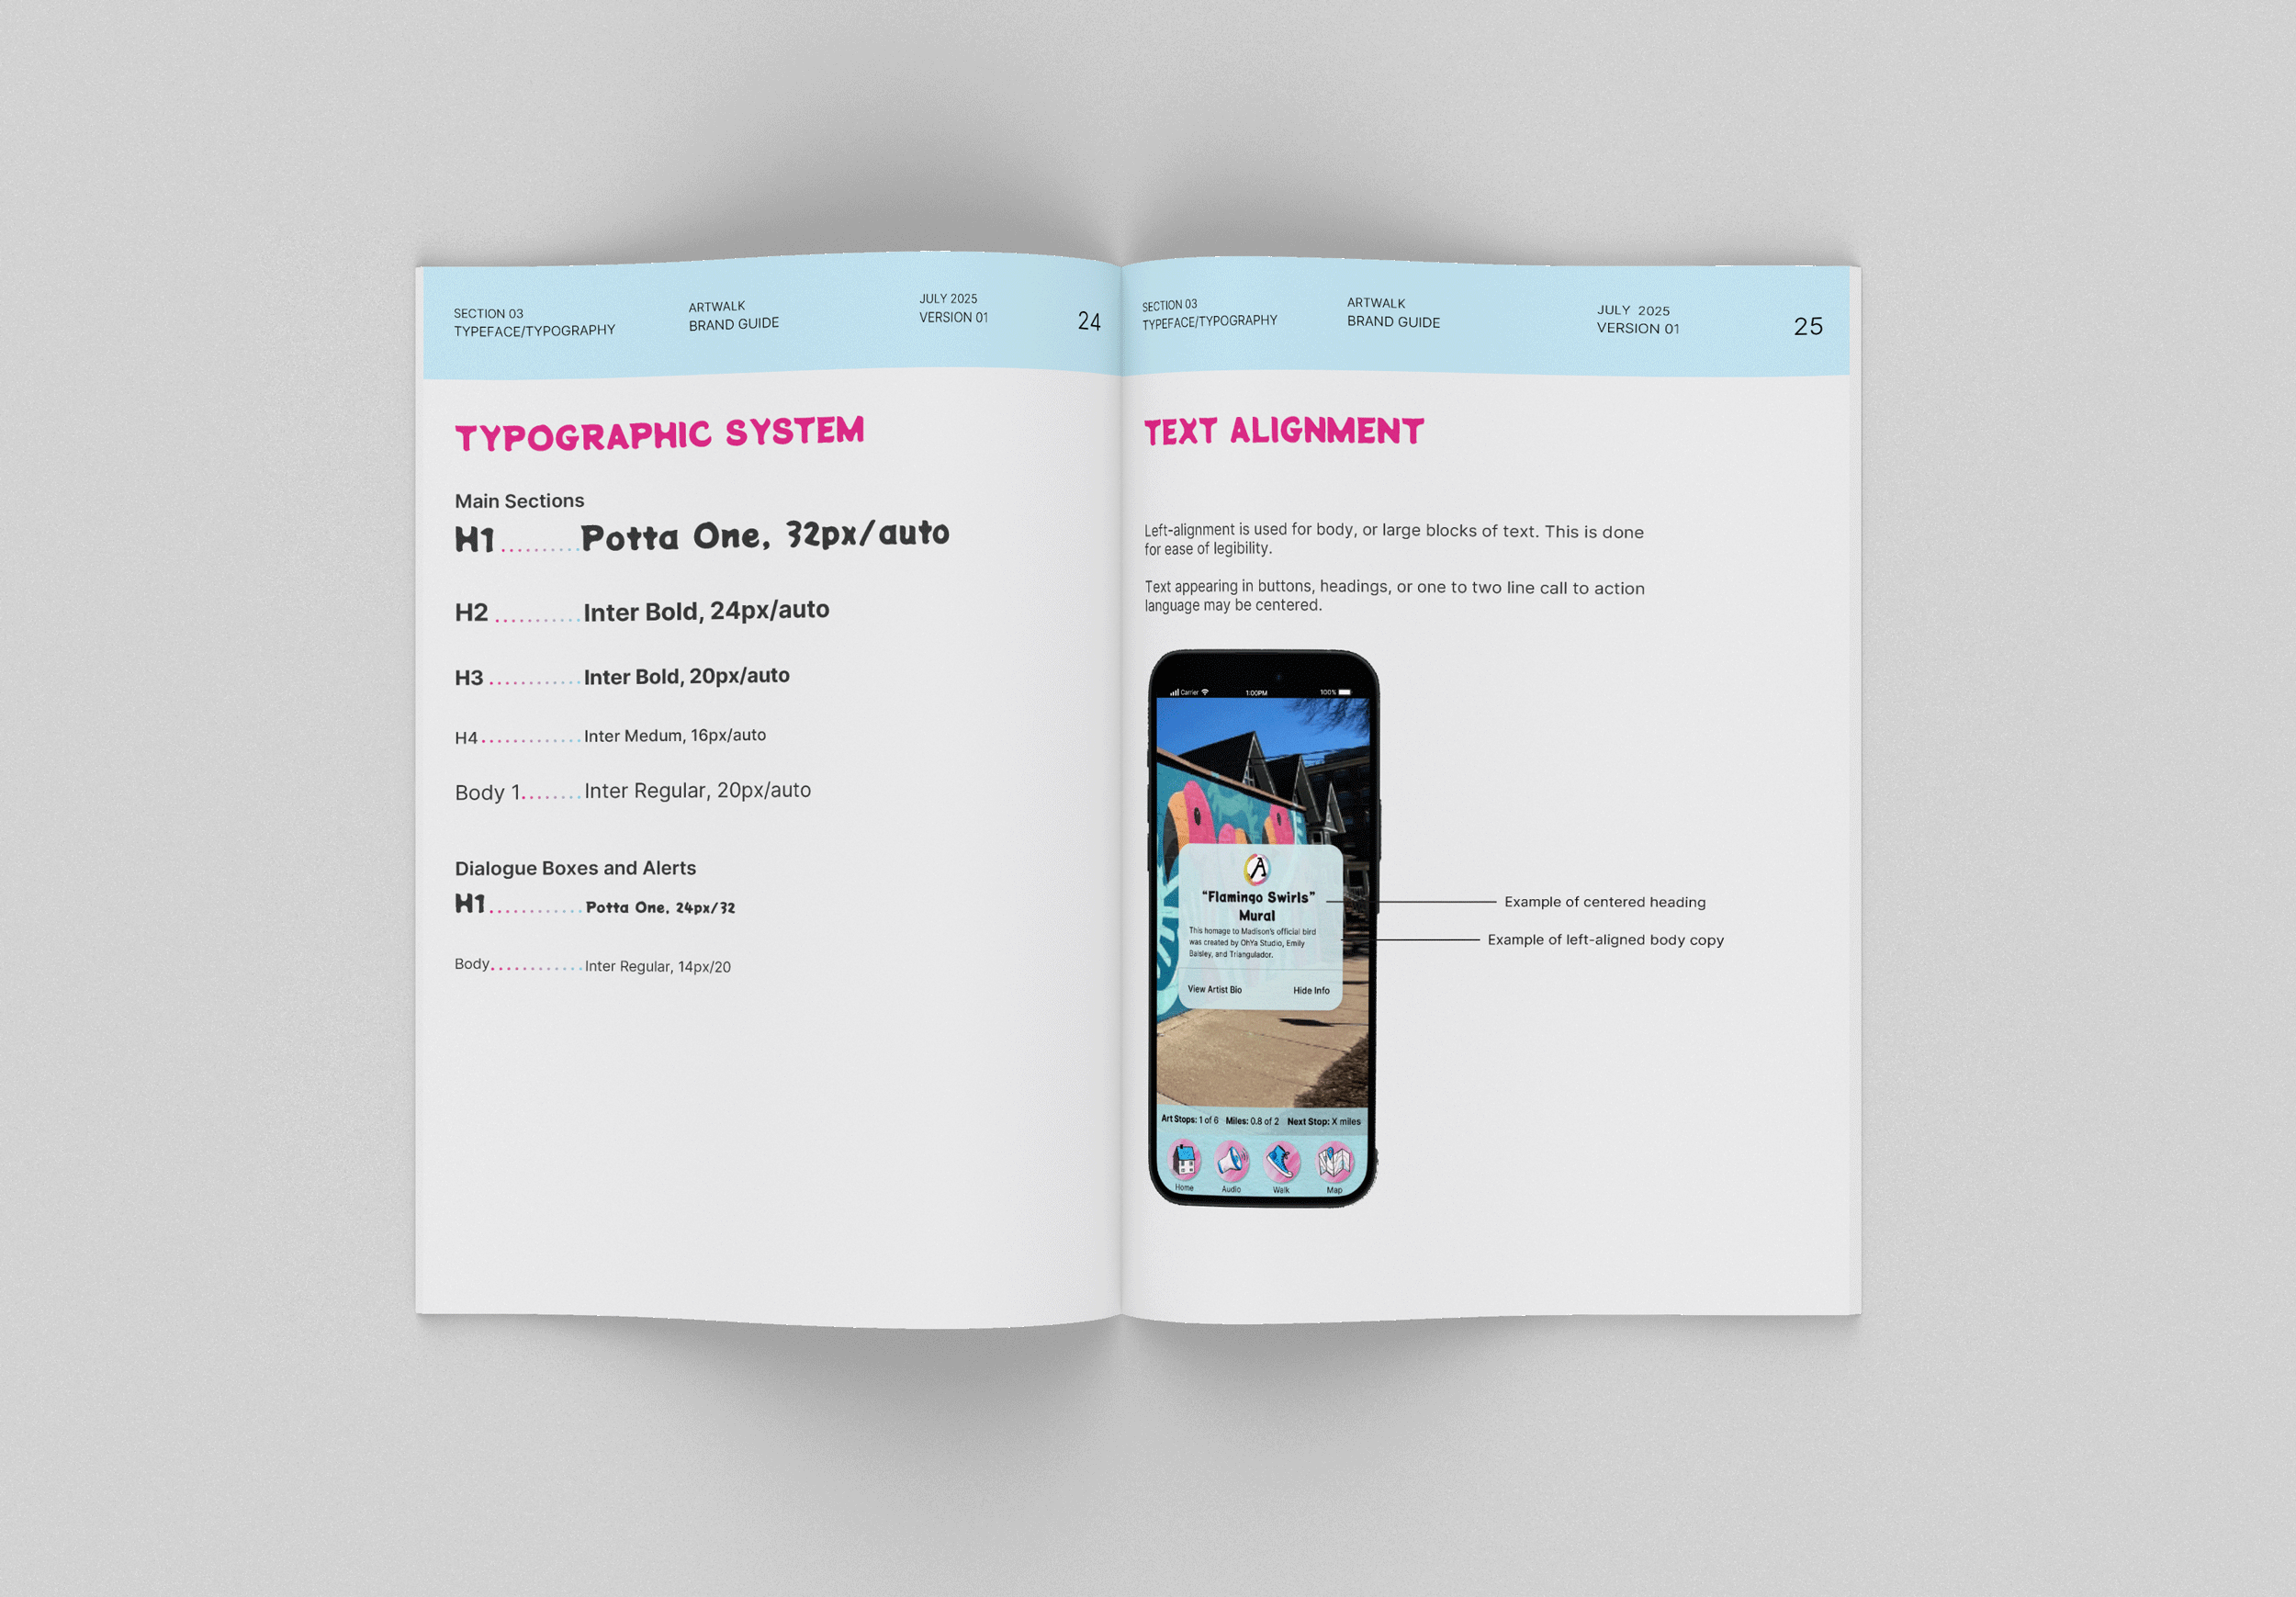 SECTION 03
TYPEFACE/TYPOGRAPHY
ARTWALK
BRAND GUIDE
JULY 2025
VERSION 01
24
TYPOGRAPHIC SYSTEM
Main Sections
H1..........Potta One, 32px/auto
H2...........Inter Bold, 24px/auto
H3............Inter Bold, 20px/auto
H4.............Inter Medum, 16px/auto
Body 1........Inter Regular, 20px/auto
Dialogue Boxes and Alerts
H1............Potta One, 24px/32
Body............Inter Regular, 14px/20
SECTION 03
TYPEFACE/TYPOGRAPHY
ARTWALK
BRAND GUIDE
JULY 2025
VERSION 01
25
TEXT ALIGNMENT
Left-alignment is used for body, or large blocks of text. This is done
for ease of legibility.
Text appearing in buttons, headings, or one to two line call to action
language may be centered.
Carrier 1:00PM 100%
A
“Flamingo Swirls”
Mural
This homage to Madison's official bird
was created by OhYa Studio, Emily
Balsley, and Triangulador.
View Artist Bio Hide Info
Example of centered heading
Example of left-aligned body copy
Art Stops: 1 of 6 Miles: 0.8 of 2 Next Stop: X miles
Home Audio Walk Map